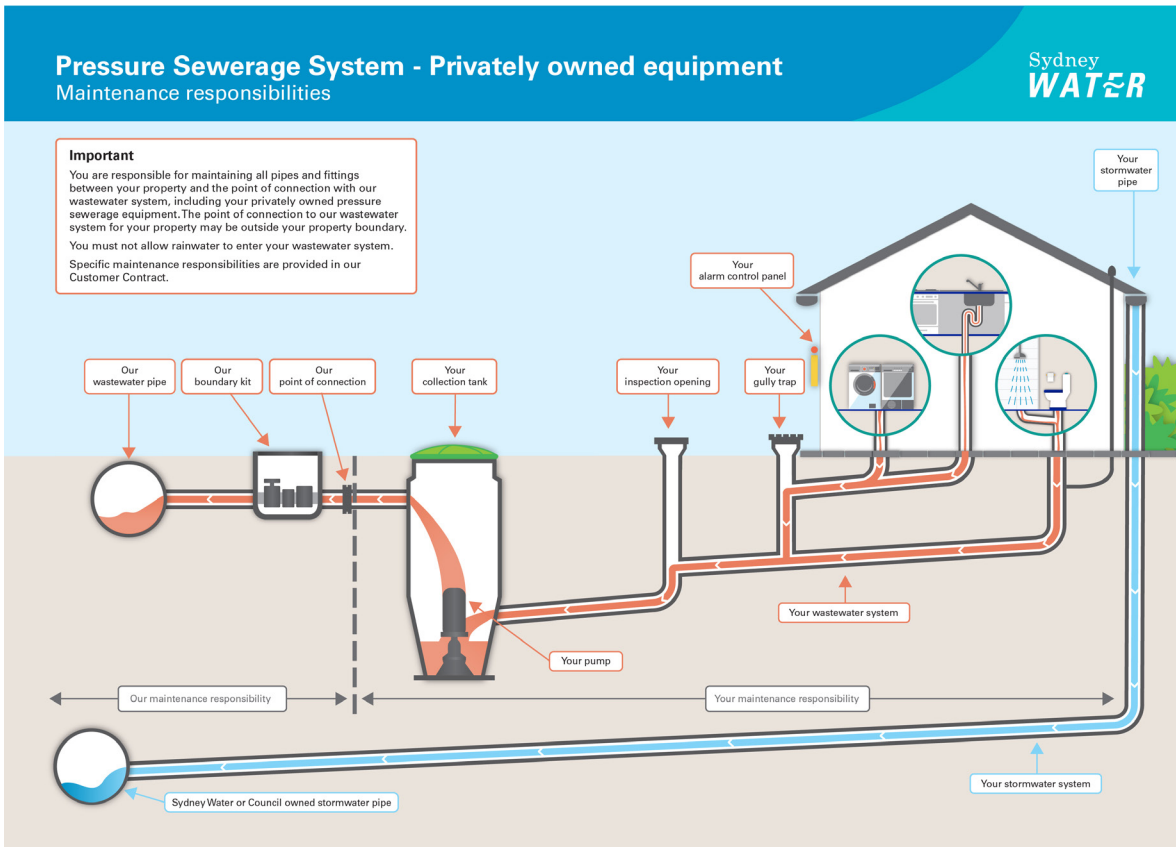 Pressure Sewerage System - Privately owned equipment
Maintenance responsibilities
Sydney
WATER
Important
You are responsible for maintaining all pipes and fittings
between your property and the point of connection with our
wastewater system, including your privately owned pressure
sewerage equipment. The point of connection to our wastewater
system for your property may be outside your property boundary.
You must not allow rainwater to enter your wastewater system.
Specific maintenance responsibilities are provided in our
Customer Contract.
Your
stormwater
pipe
Your
alarm control panel
Our
wastewater pipe
Our
boundary kit
Our
point of connection
Your
collection tank
Your
inspection opening
Your
gully trap
Your wastewater system
Your pump
Our maintenance responsibility
Your maintenance responsibility
Your stormwater system
Sydney Water or Council owned stormwater pipe